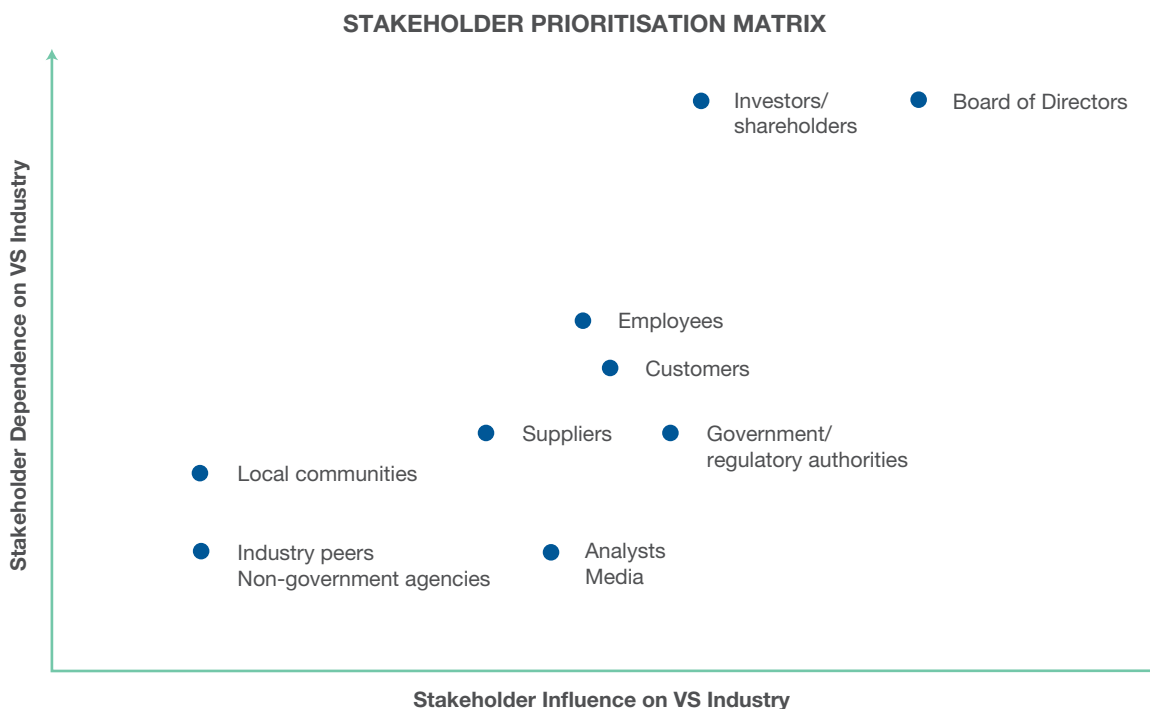 STAKEHOLDER PRIORITISATION MATRIX
Stakeholder Dependence on VS Industry
Investors/
shareholders
Board of Directors
Employees
Customers
Suppliers
Government/
regulatory authorities
Local communities
Industry peers
Non-government agencies
Analysts
Media
Stakeholder Influence on VS Industry